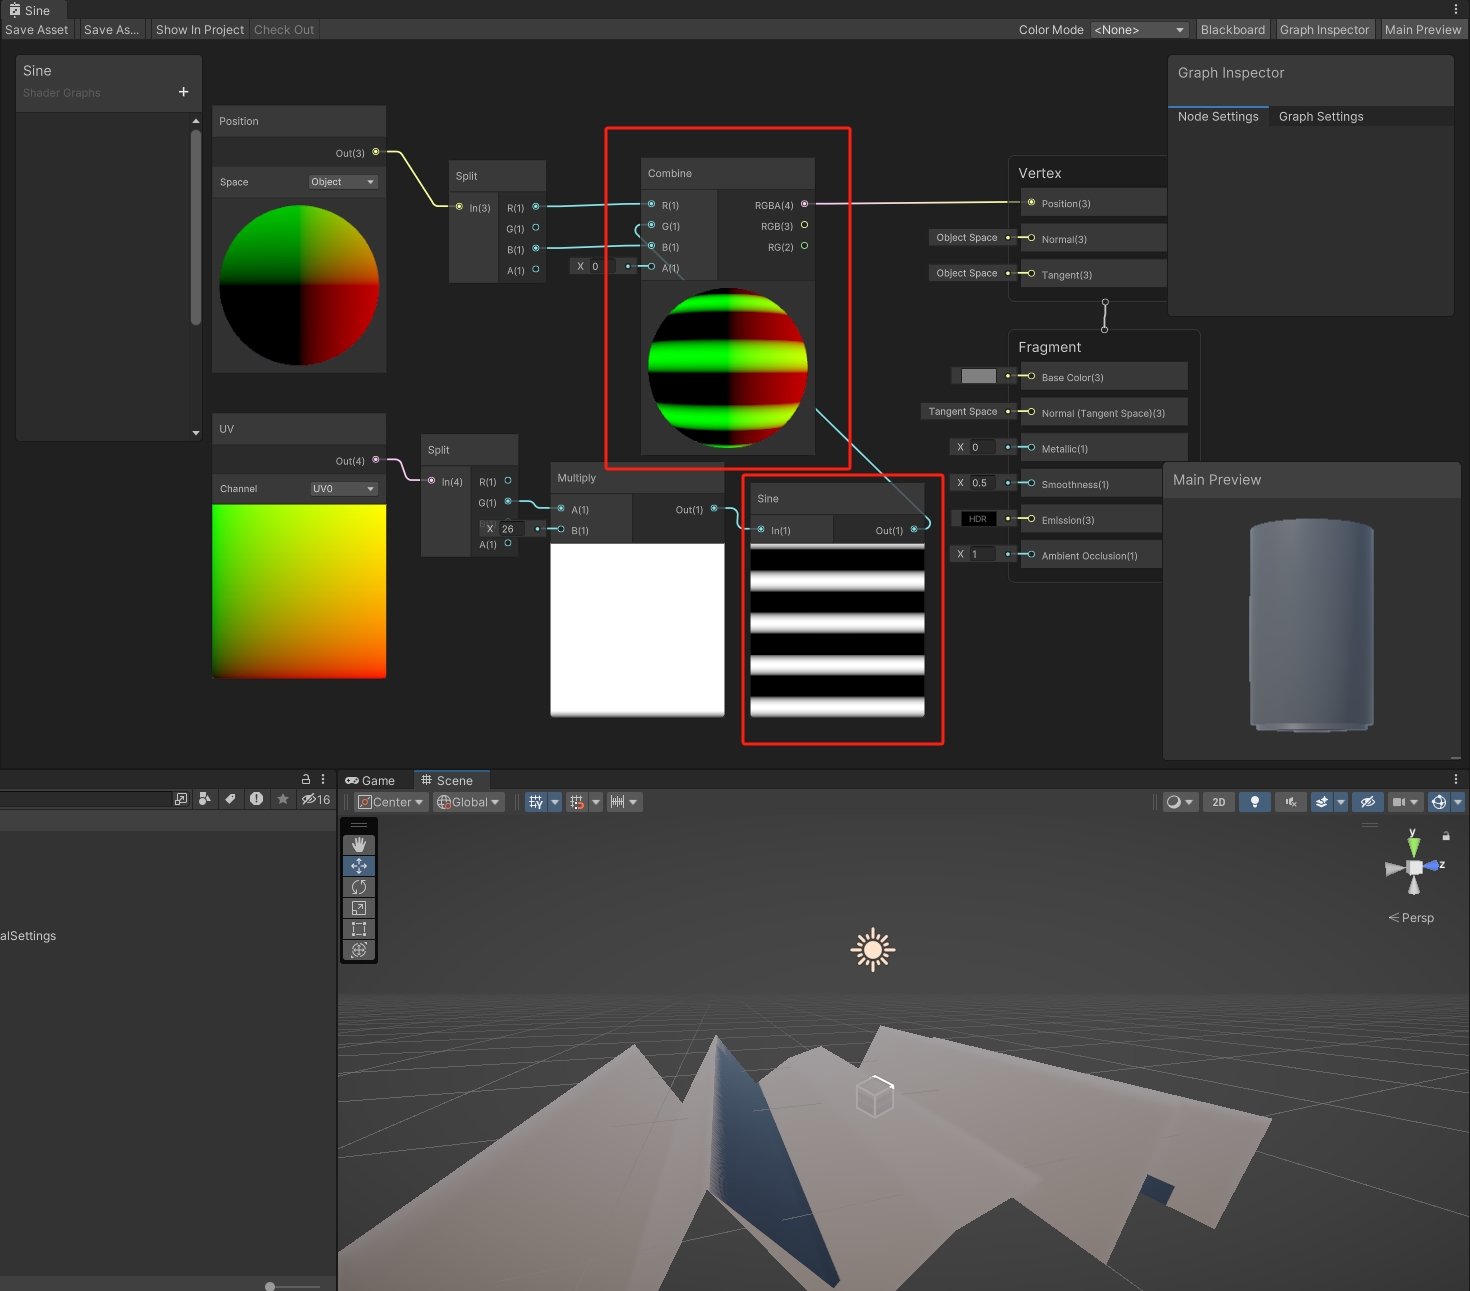 Sine
Save Asset
Save As...
Show In Project
Check Out
Color Mode
<None>
Blackboard
Graph Inspector
Main Preview
Sine
Shader Graphs
+
Position
Out(3)
Space
Object
Split
In(3)
R(1)
G(1)
B(1)
A(1)
Combine
R(1)
G(1)
B(1)
A(1)
RGBA(4)
RGB(3)
RG(2)
X 0
Graph Inspector
Node Settings
Graph Settings
Vertex
Position(3)
Object Space
Normal(3)
Object Space
Tangent(3)
Fragment
Base Color(3)
Tangent Space
Normal (Tangent Space)(3)
X 0
Metallic(1)
X 0.5
Smoothness(1)
HDR
Emission(3)
X 1
Ambient Occlusion(1)
UV
Out(4)
Channel
UV0
Split
In(4)
R(1)
G(1)
A(1)
X 26
Multiply
A(1)
B(1)
Out(1)
Sine
In(1)
Out(1)
Main Preview
16
alSettings
Game
Scene
Center
Global
2D
y
z
Persp